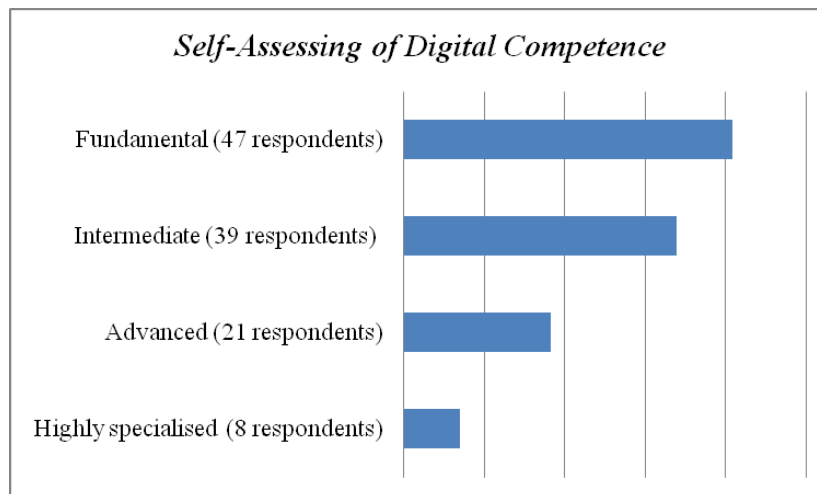 Self-Assessing of Digital Competence
Fundamental (47 respondents)
Intermediate (39 respondents)
Advanced (21 respondents)
Highly specialised (8 respondents)